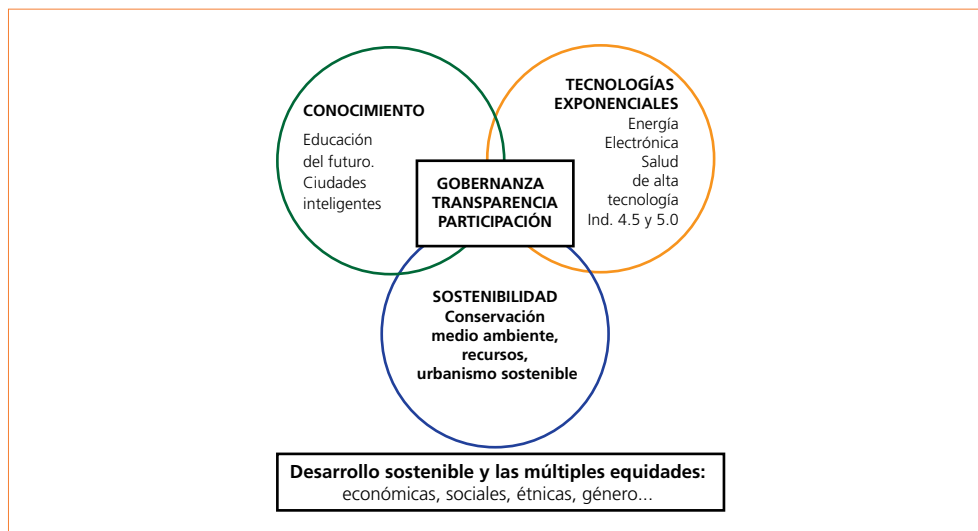 CONOCIMIENTO
Educación
del futuro.
Ciudades
inteligentes
TECNOLOGÍAS
EXPONENCIALES
Energía
Electrónica
Salud
de alta
tecnología
Ind. 4.5 y 5.0
GOBERNANZA
TRANSPARENCIA
PARTICIPACIÓN
SOSTENIBILIDAD
Conservación
medio ambiente,
recursos,
urbanismo sostenible
Desarrollo sostenible y las múltiples equidades:
económicas, sociales, étnicas, género...